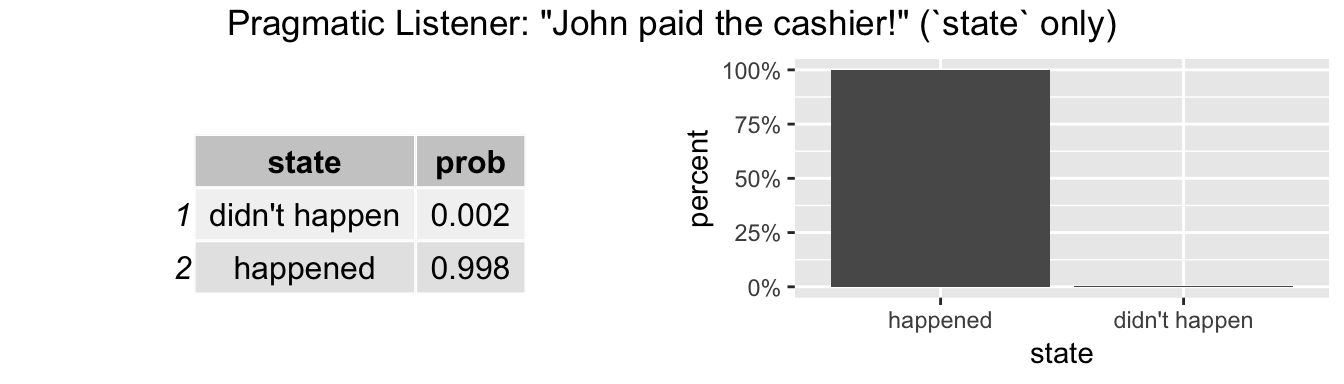 Pragmatic Listener: "John paid the cashier!" (`state` only)
state prob
1 didn't happen 0.002
2 happened 0.998
percent
100%
75%
50%
25%
0%
happened didn't happen
state